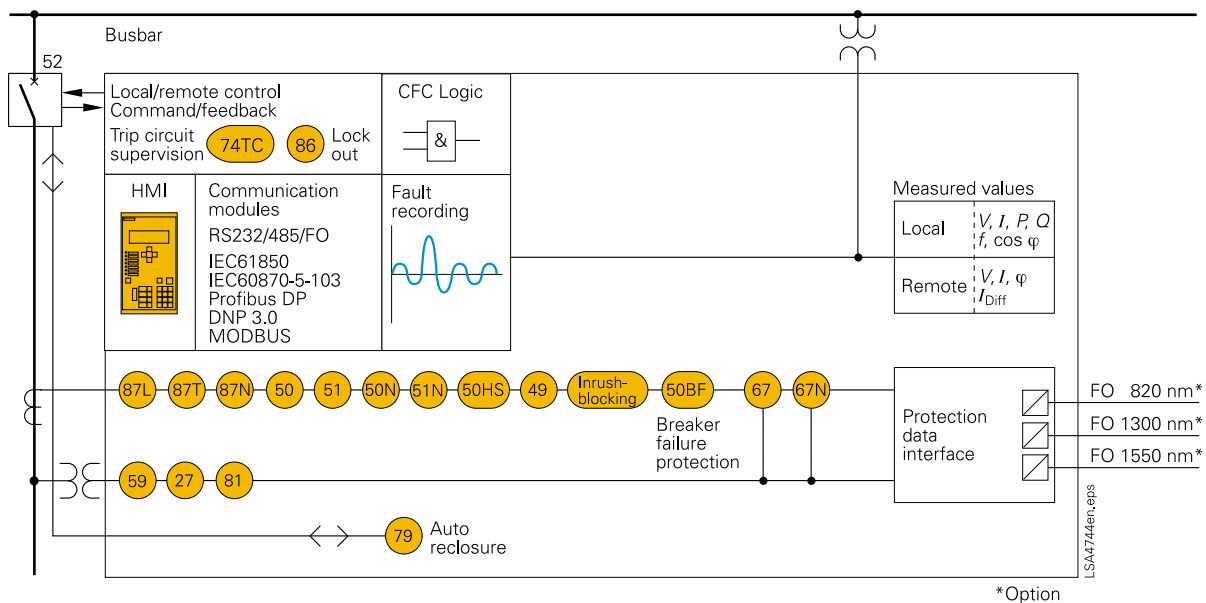 Busbar
52
Local/remote control
Command/feedback
Trip circuit
supervision
74TC
86
Lock
out
CFC Logic
&
HMI
Communication
modules
RS232/485/FO
IEC61850
IEC60870-5-103
Profibus DP
DNP 3.0
MODBUS
Fault
recording
Measured values
Local
V, I, P, Q
f, cos φ
Remote
V, I, φ
IDiff
87L
87T
87N
50
51
50N
51N
50HS
49
Inrush-
blocking
50BF
67
67N
Breaker
failure
protection
Protection
data
interface
FO 820 nm*
FO 1300 nm*
FO 1550 nm*
59
27
81
79
Auto
reclosure
LSA4744en.eps
*Option